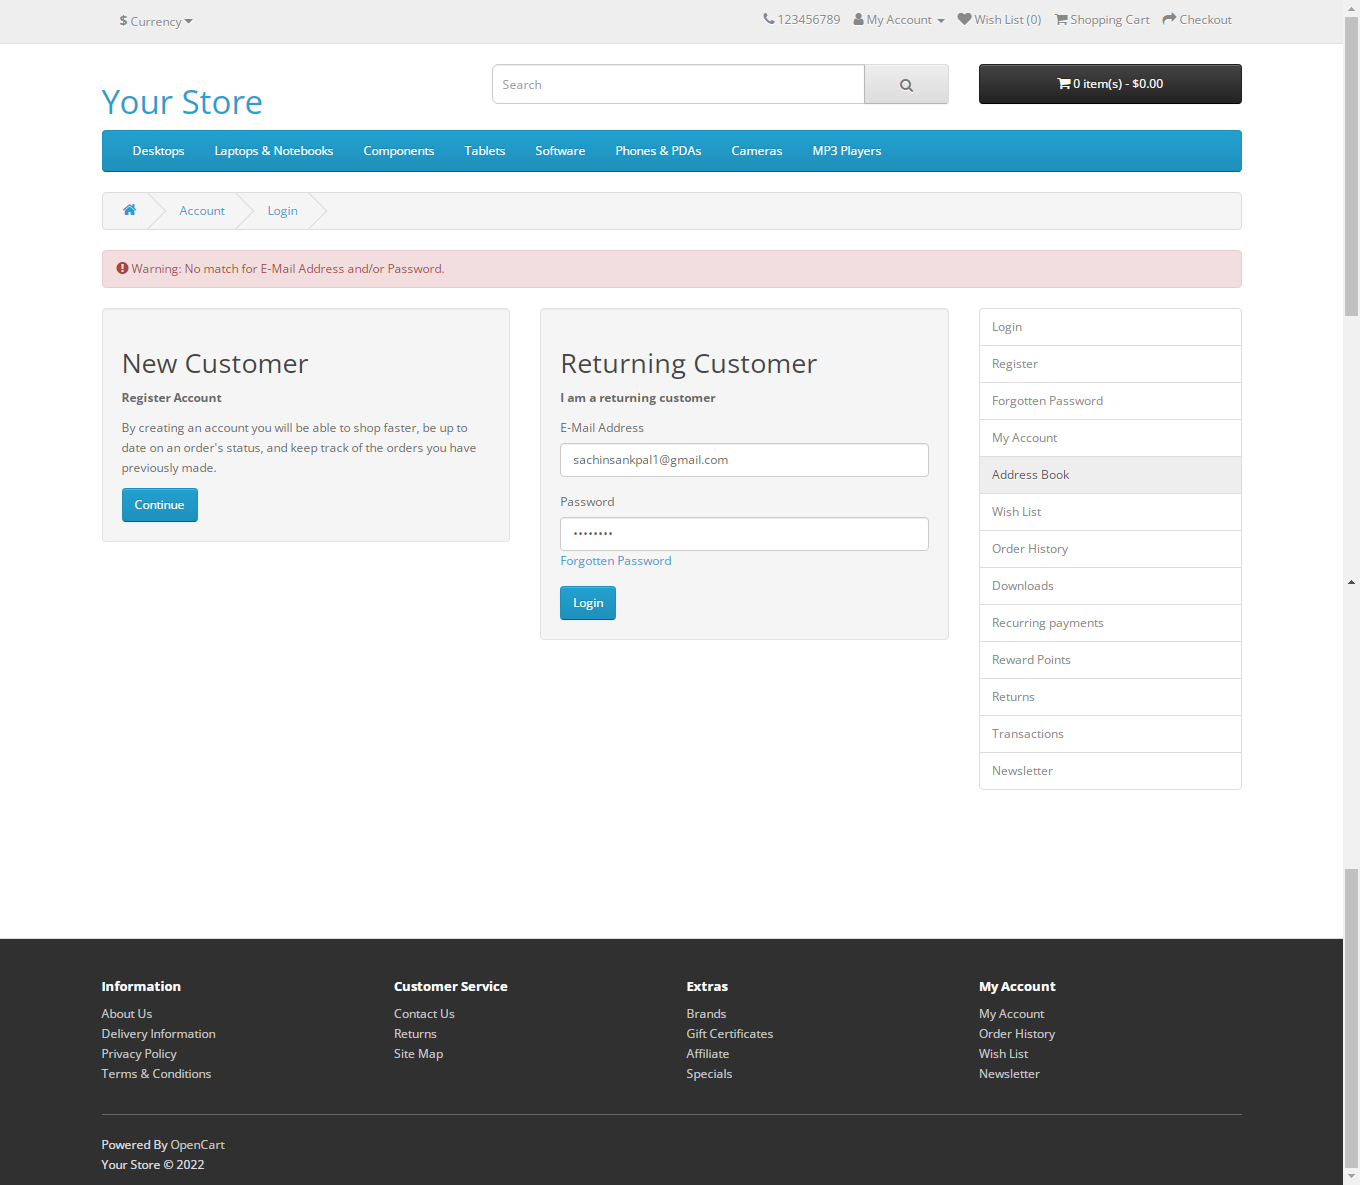 $ Currency
123456789 My Account Wish List (0) Shopping Cart Checkout
Your Store
Search
0 item(s) - $0.00
Desktops Laptops & Notebooks Components Tablets Software Phones & PDAs Cameras MP3 Players
Account Login
Warning: No match for E-Mail Address and/or Password.
New Customer
Register Account
By creating an account you will be able to shop faster, be up to
date on an order's status, and keep track of the orders you have
previously made.
Continue
Returning Customer
I am a returning customer
E-Mail Address
sachinsankpal1@gmail.com
Password
••••••••
Forgotten Password
Login
Login
Register
Forgotten Password
My Account
Address Book
Wish List
Order History
Downloads
Recurring payments
Reward Points
Returns
Transactions
Newsletter
Information
About Us
Delivery Information
Privacy Policy
Terms & Conditions
Customer Service
Contact Us
Returns
Site Map
Extras
Brands
Gift Certificates
Affiliate
Specials
My Account
My Account
Order History
Wish List
Newsletter
Powered By OpenCart
Your Store © 2022